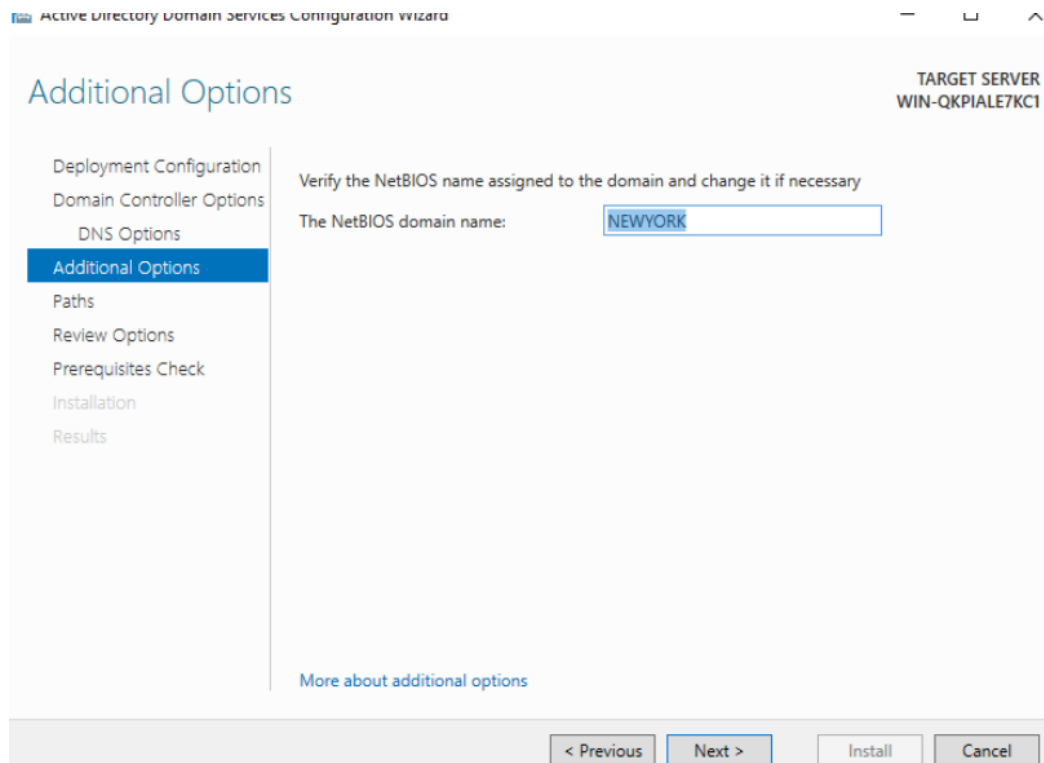 Active Directory Domain Services Configuration Wizard
Additional Options
TARGET SERVER
WIN-QKPIALE7KC1
Deployment Configuration
Domain Controller Options
DNS Options
Additional Options
Paths
Review Options
Prerequisites Check
Installation
Results
Verify the NetBIOS name assigned to the domain and change it if necessary
The NetBIOS domain name: NEWYORK
More about additional options
< Previous Next > Install Cancel